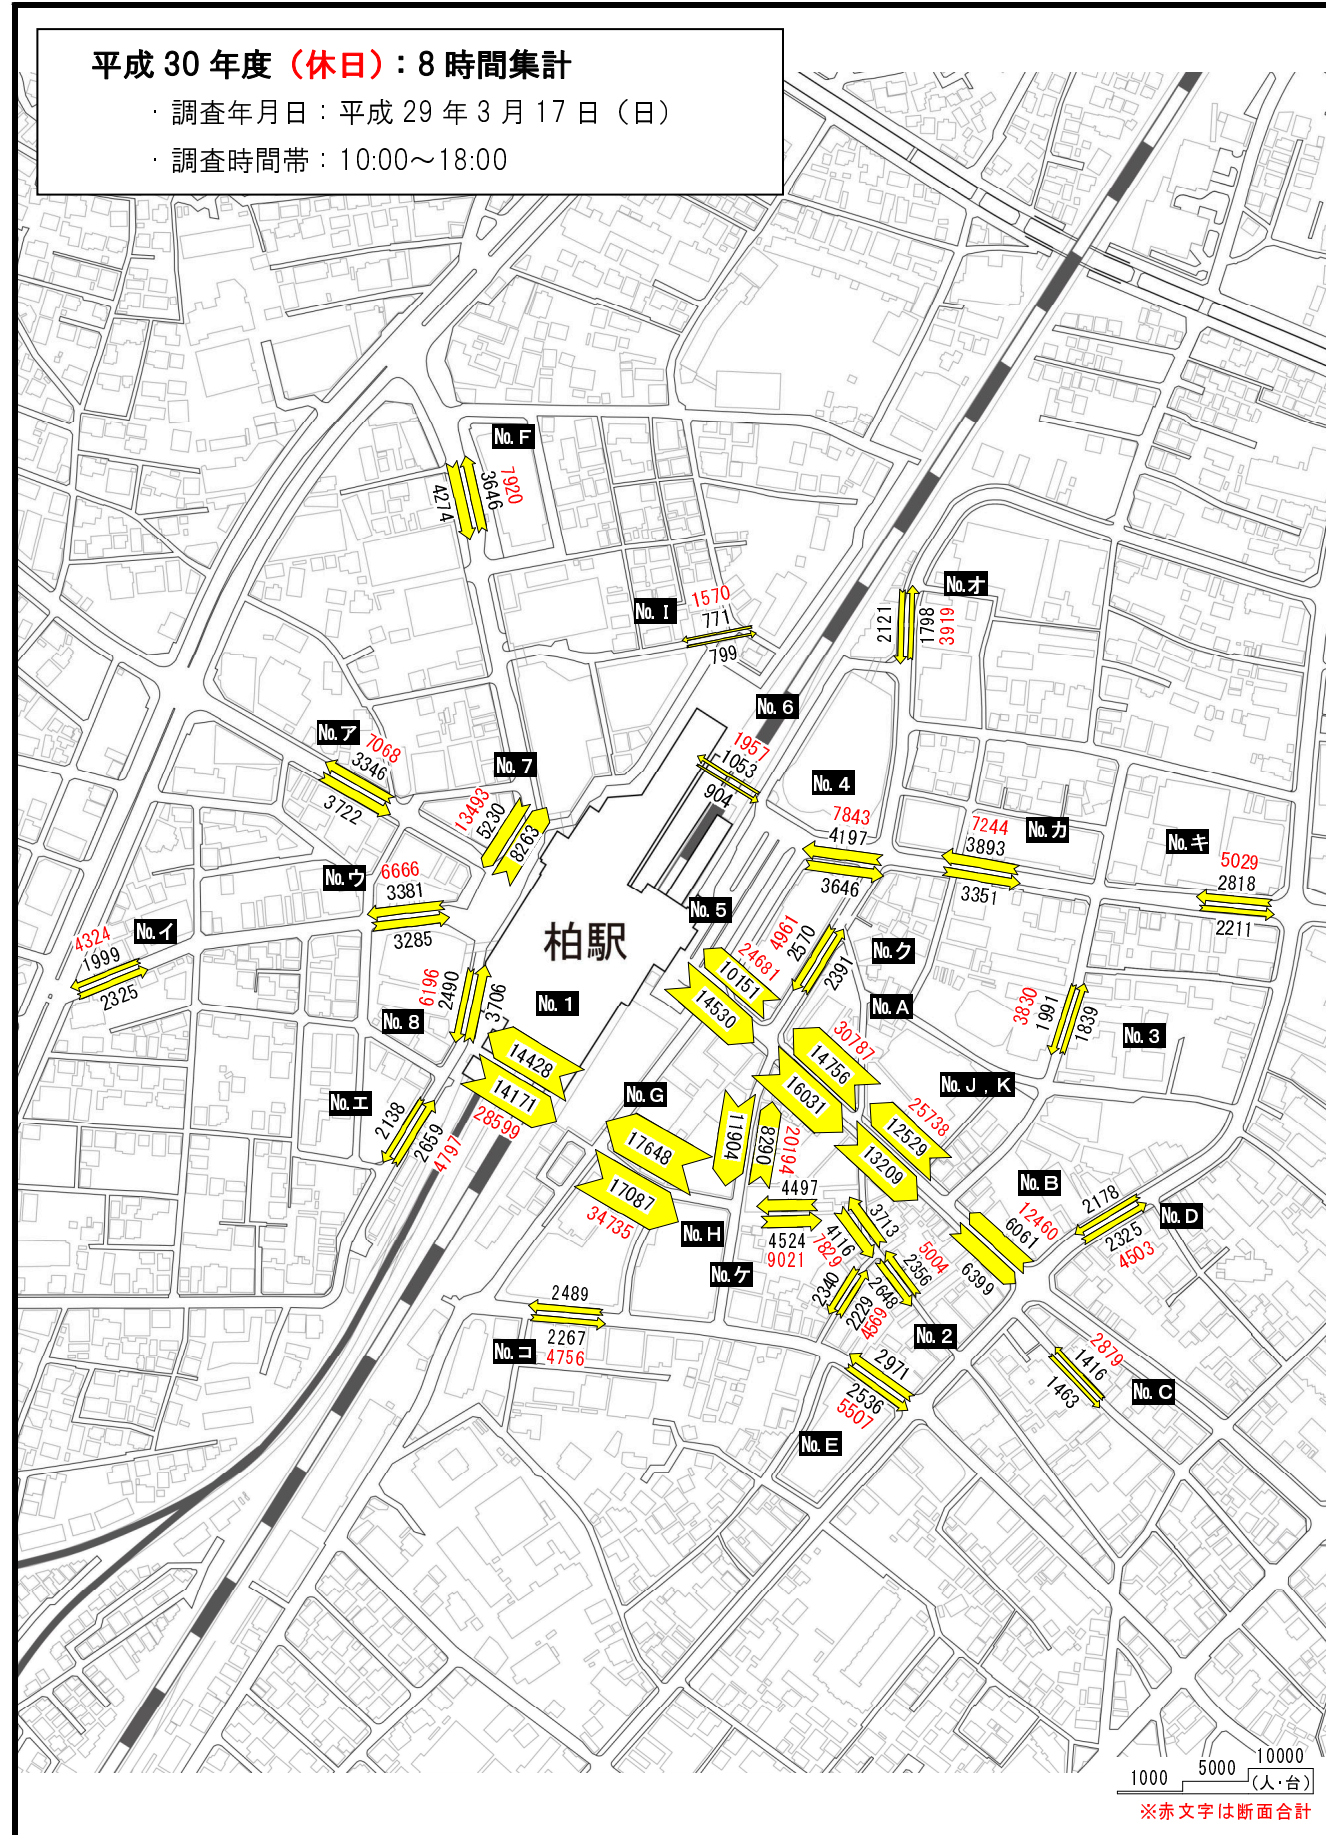 平成 30 年度（休日）：8 時間集計
・調査年月日：平成 29 年 3 月 17 日（日）
・調査時間帯：10:00～18:00
No. F
7920
3646
4274
No. I
1570
771
799
No. オ
2121
1798
3919
No. 6
1957
1053
904
No. ア
7068
3346
3722
No. 7
13493
5230
8263
No. 4
7843
4197
3646
No. カ
7244
3893
3351
No. キ
5029
2818
2211
No. ウ
6666
3381
3285
No. イ
4324
1999
2325
柏駅
No. 5
24681
10151
14530
4961
2570
2391
No. ク
No. A
30787
14756
16031
No. 8
6196
2490
3706
No. 1
14428
14171
28599
3830
1991
1839
No. 3
No. エ
2138
2659
4797
No. G
17648
17087
34735
No. H
11904
8290
20194
No. J , K
25738
12529
13209
No. ケ
4497
4524
9021
3713
4116
7829
No. B
12460
6061
6399
No. D
2178
2325
4503
5004
2356
2648
2340
2229
4569
No. 2
No. コ
2489
2267
4756
2971
2536
5507
No. E
2879
1416
1463
No. C
1000 5000 10000
（人・台）
※赤文字は断面合計